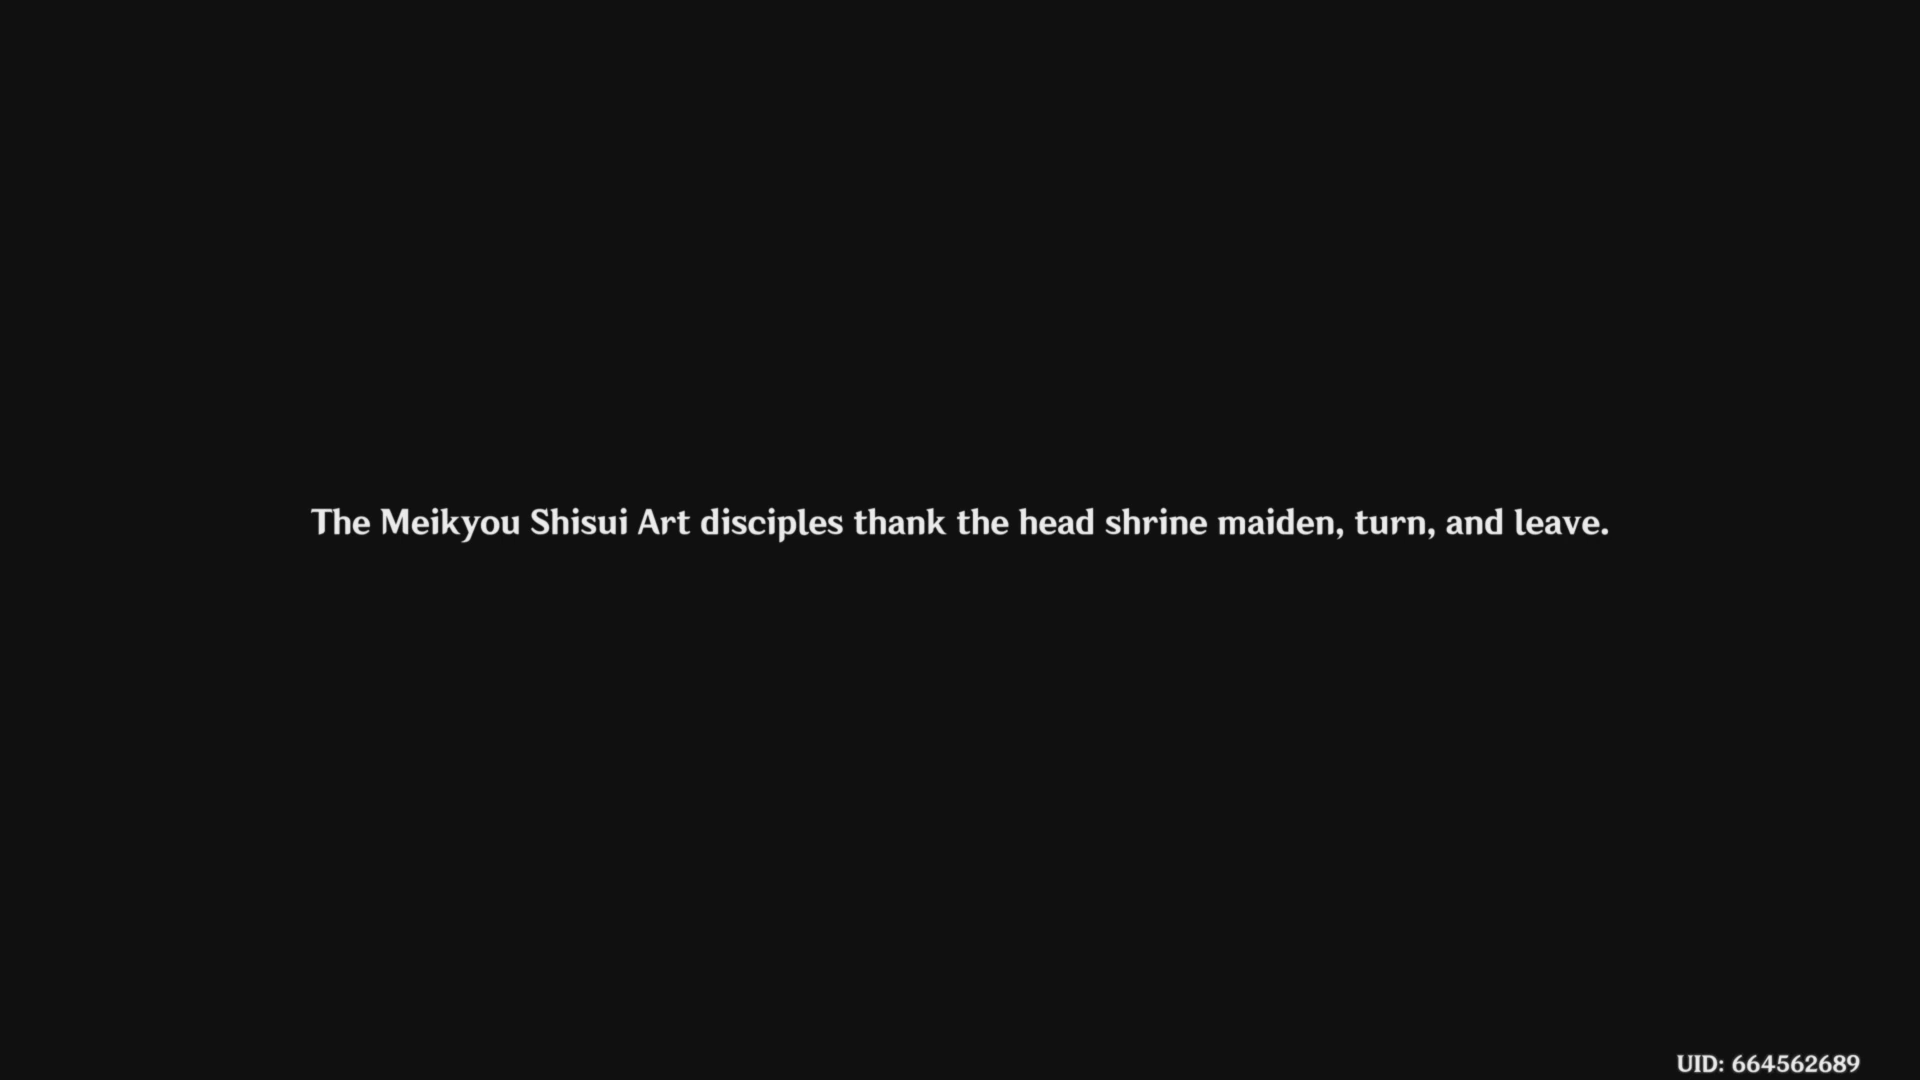 The Meikyou Shisui Art disciples thank the head shrine maiden, turn, and leave.
UID: 664562689